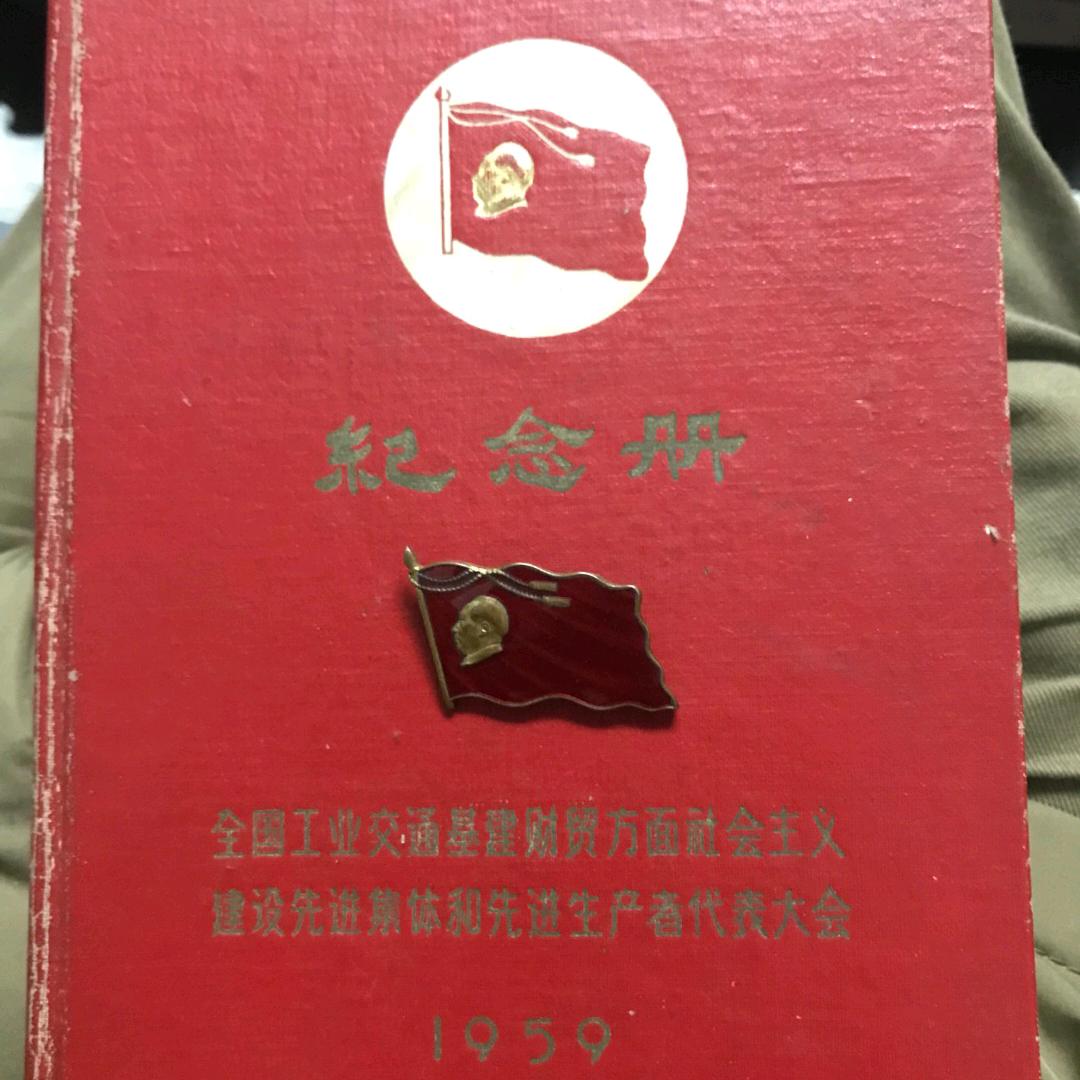 紀念册
全国工业交通基建财贸方面社会主义
建设先进集体和先进生产者代表大会
1959